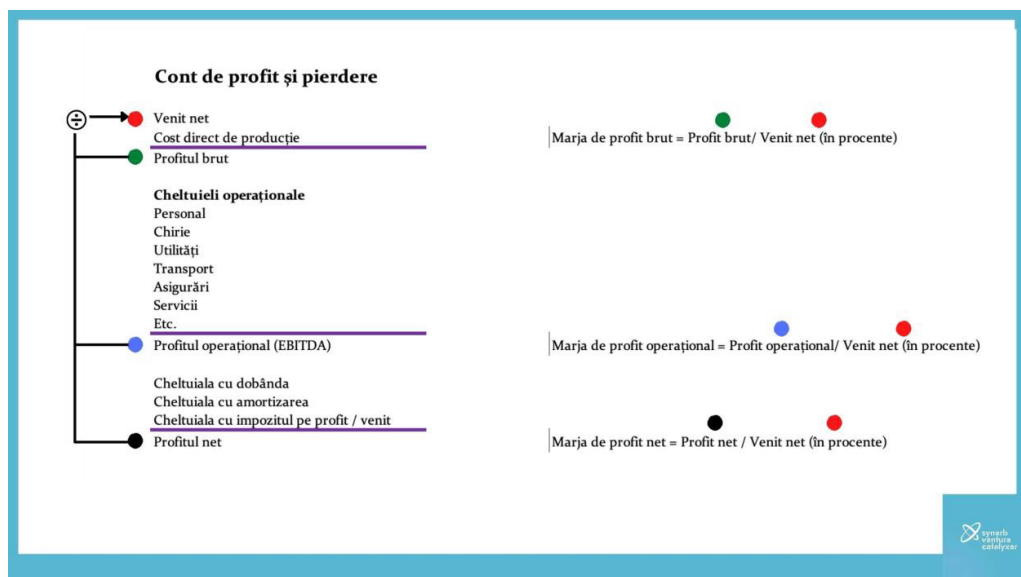 Cont de profit și pierdere
÷
Venit net
Cost direct de producție
Profitul brut
Marja de profit brut = Profit brut/ Venit net (în procente)
Cheltuieli operaționale
Personal
Chirie
Utilități
Transport
Asigurări
Servicii
Etc.
Profitul operațional (EBITDA)
Marja de profit operațional = Profit operațional/ Venit net (în procente)
Cheltuiala cu dobânda
Cheltuiala cu amortizarea
Cheltuiala cu impozitul pe profit / venit
Profitul net
Marja de profit net = Profit net / Venit net (în procente)
synerb
venture
catalyzer